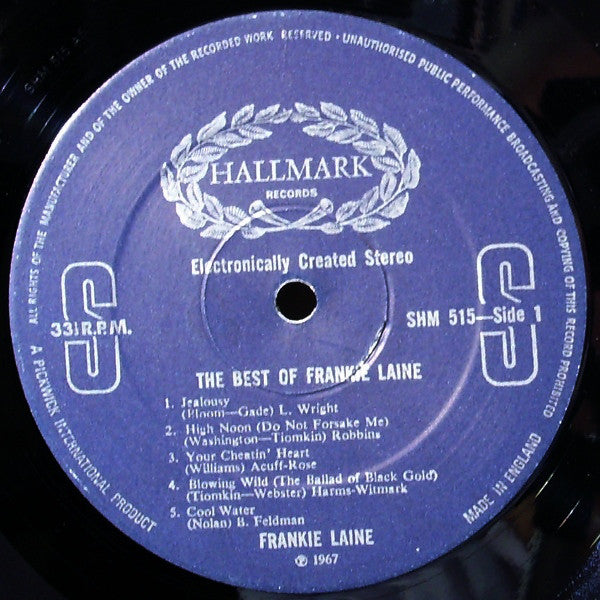 ALL RIGHTS OF THE MANUFACTURER AND OF THE OWNER OF THE RECORDED WORK RESERVED · UNAUTHORISED PUBLIC PERFORMANCE BROADCASTING AND COPYING OF THIS RECORD PROHIBITED
HALLMARK
RECORDS
Electronically Created Stereo
33⅓ R.P.M.
SHM 515—Side 1
THE BEST OF FRANKIE LAINE
1. Jealousy
(Bloom—Gade) L. Wright
2. High Noon (Do Not Forsake Me)
(Washington—Tiomkin) Robbins
3. Your Cheatin' Heart
(Williams) Acuff-Rose
4. Blowing Wild (The Ballad of Black Gold)
(Tiomkin—Webster) Harms-Witmark
5. Cool Water
(Nolan) B. Feldman
FRANKIE LAINE
℗ 1967
A PICKWICK INTERNATIONAL PRODUCT
MADE IN ENGLAND